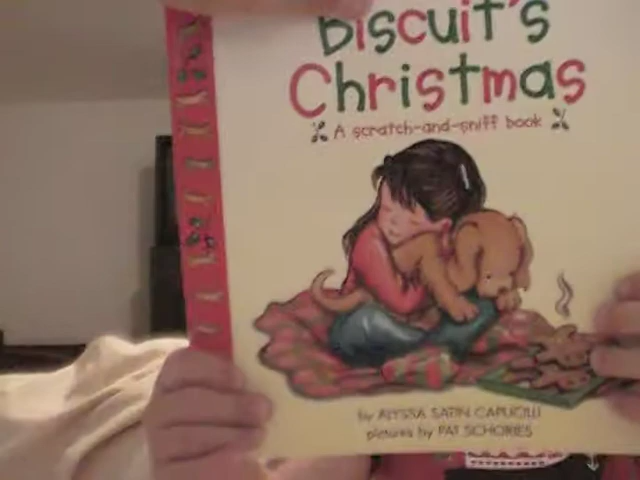 Biscuit's
Christmas
A scratch-and-sniff book
by ALYSSA SATIN CAPUCILLI
pictures by PAT SCHORIES